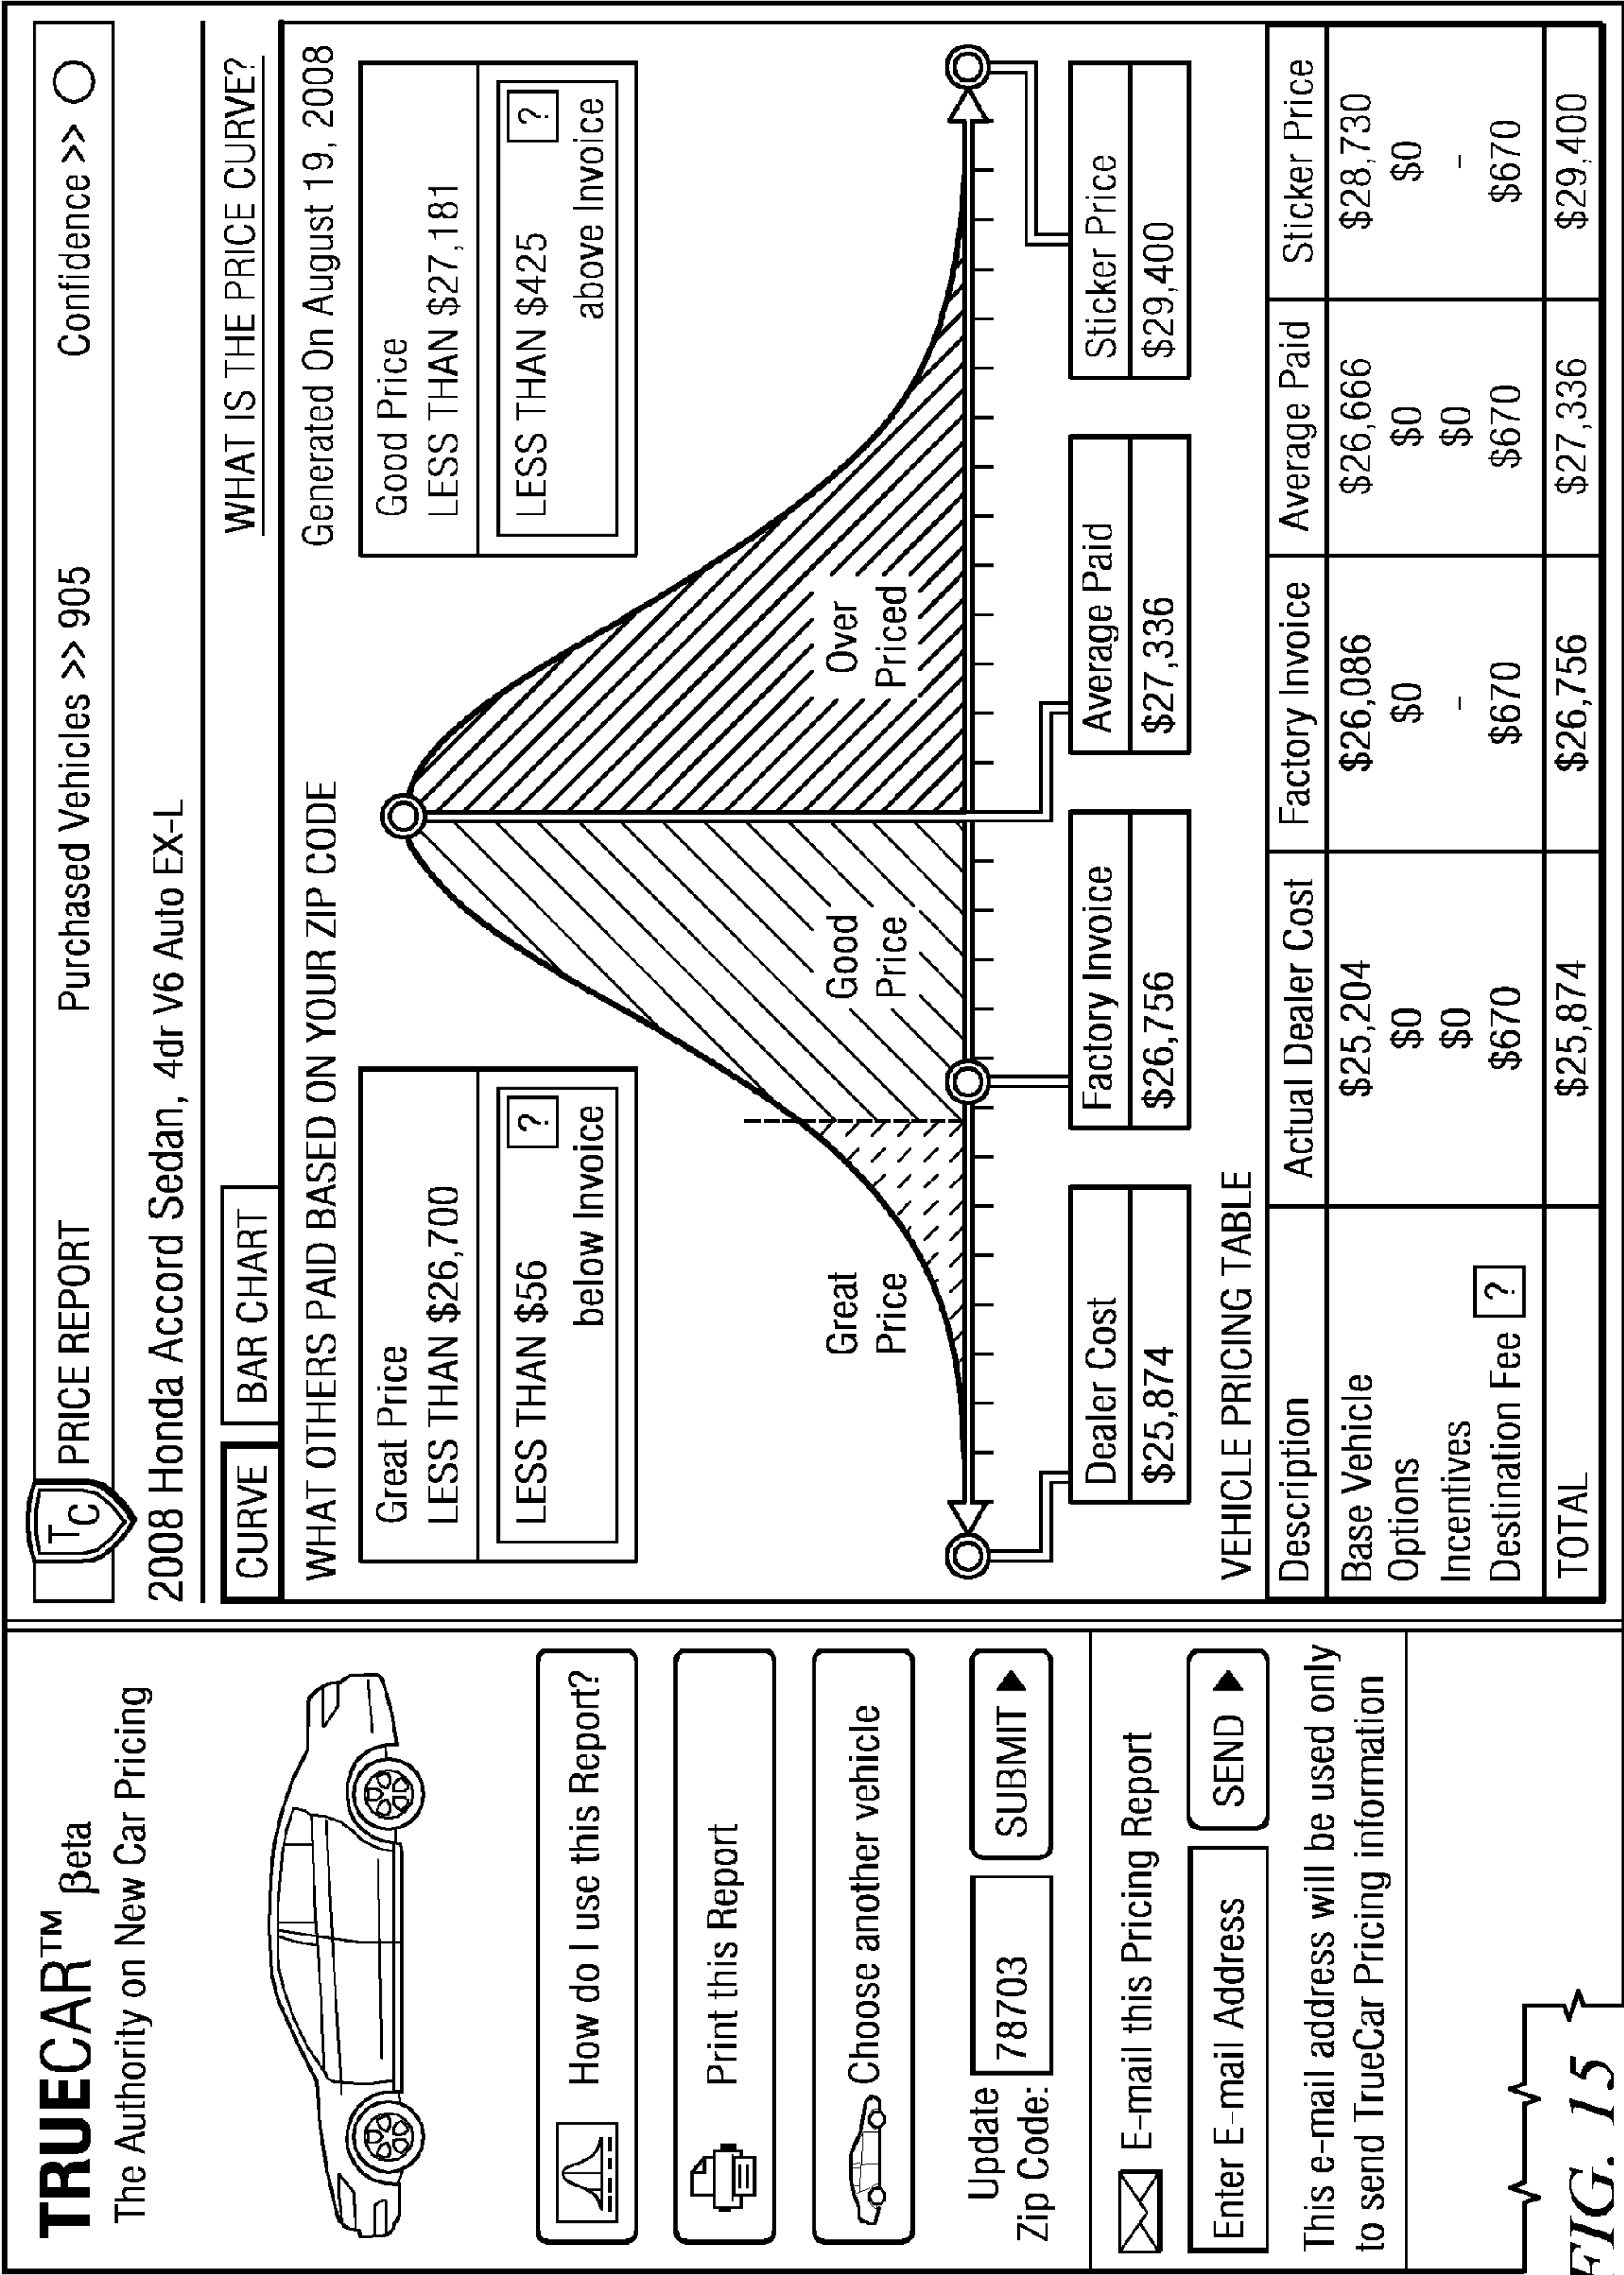 TRUECAR™ βeta
The Authority on New Car Pricing
How do I use this Report?
Print this Report
Choose another vehicle
Update
Zip Code:
78703
SUBMIT
E-mail this Pricing Report
Enter E-mail Address
SEND
This e-mail address will be used only
to send TrueCar Pricing information
TC
PRICE REPORT
Purchased Vehicles >> 905
Confidence >>
2008 Honda Accord Sedan, 4dr V6 Auto EX-L
CURVE
BAR CHART
WHAT IS THE PRICE CURVE?
WHAT OTHERS PAID BASED ON YOUR ZIP CODE
Generated On August 19, 2008
Great Price
LESS THAN $26,700
LESS THAN $56 ?
below Invoice
Good Price
LESS THAN $27,181
LESS THAN $425 ?
above Invoice
Great
Price
Good
Price
Over
Priced
Dealer Cost
$25,874
Factory Invoice
$26,756
Average Paid
$27,336
Sticker Price
$29,400
VEHICLE PRICING TABLE
Description Actual Dealer Cost Factory Invoice Average Paid Sticker Price
Base Vehicle $25,204 $26,086 $26,666 $28,730
Options $0 $0 $0 $0
Incentives $0 - $0 -
Destination Fee ? $670 $670 $670 $670
TOTAL $25,874 $26,756 $27,336 $29,400
FIG. 15